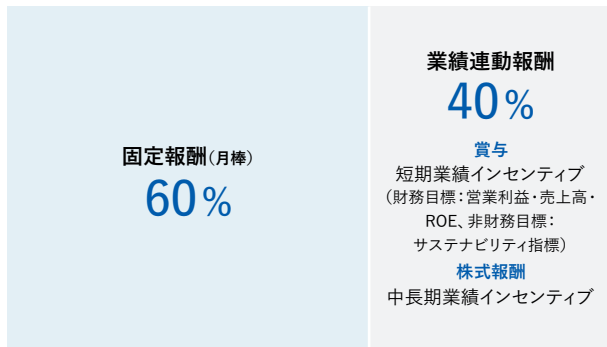 固定報酬（月棒）
60%
業績連動報酬
40%
賞与
短期業績インセンティブ
（財務目標：営業利益・売上高・
ROE、非財務目標：
サステナビリティ指標）
株式報酬
中長期業績インセンティブ